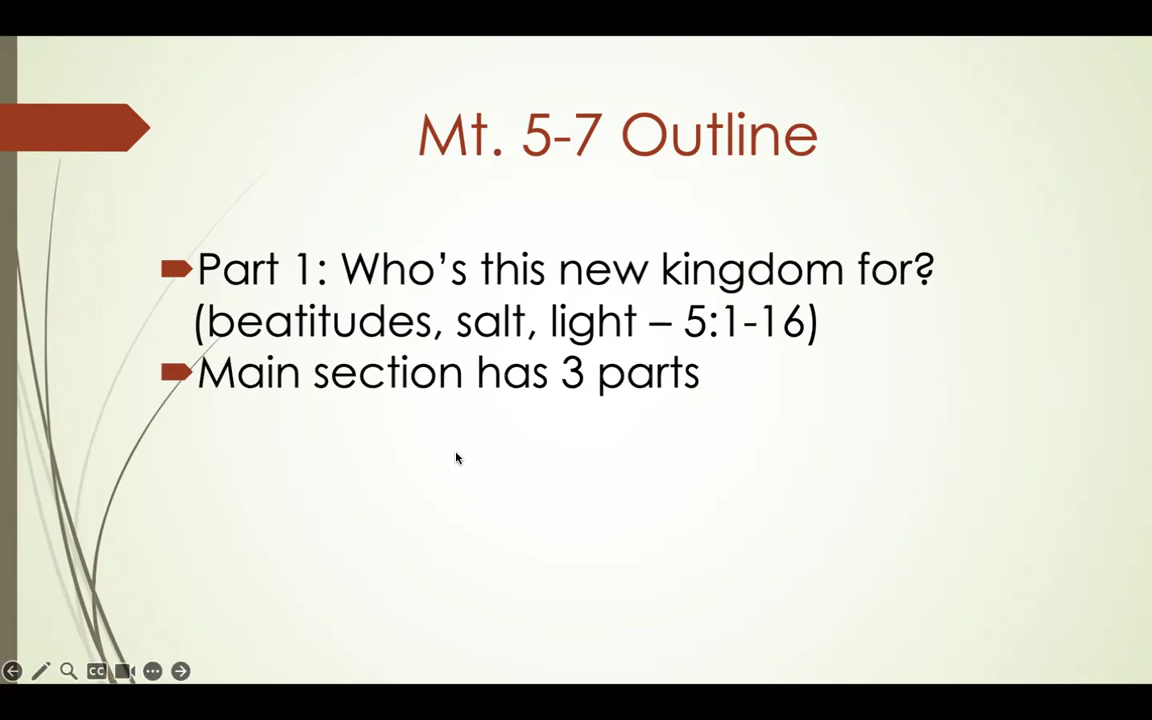 Mt. 5-7 Outline
Part 1: Who’s this new kingdom for?
(beatitudes, salt, light – 5:1-16)
Main section has 3 parts
CC